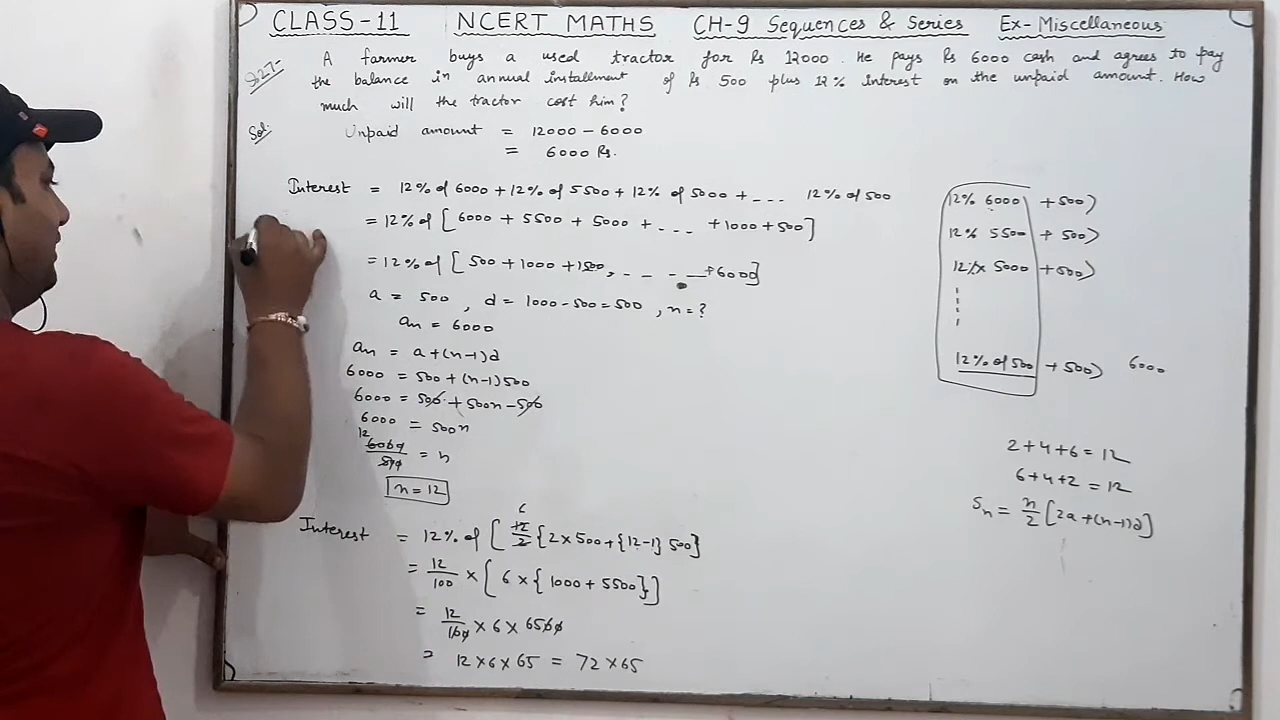 CLASS-11 NCERT MATHS CH-9 Sequences & Series Ex-Miscellaneous
Q.27:- A farmer buys a used tractor for Rs 12000. He pays Rs 6000 cash and agrees to pay
the balance in annual installment of Rs 500 plus 12% interest on the unpaid amount. How
much will the tractor cost him?
Sol: Unpaid amount = 12000 - 6000
= 6000 Rs.
Interest = 12% of 6000 + 12% of 5500 + 12% of 5000 + - - - 12% of 500
= 12% of [6000 + 5500 + 5000 + - - - + 1000 + 500]
= 12% of [500 + 1000 + 1500, - - - - + 6000]
a = 500, d = 1000 - 500 = 500, n = ?
an = 6000
an = a+(n-1)d
6000 = 500 + (n-1)500
6000 = 500 + 500n - 500
6000 = 500n
12
6000/500 = n
n = 12
Interest = 12% of [12/2 {2×500 + {12-1} 500}]
6
= 12/100 × [6 × {1000 + 5500}]
= 12/100 × 6 × 6500
= 12×6×65 = 72×65
12% 6000 + 500)
12% 5500 + 500)
12% × 5000 + 500)
12% of 500 + 500) 6000
2+4+6 = 12
6+4+2 = 12
Sn = n/2 [2a+(n-1)d]